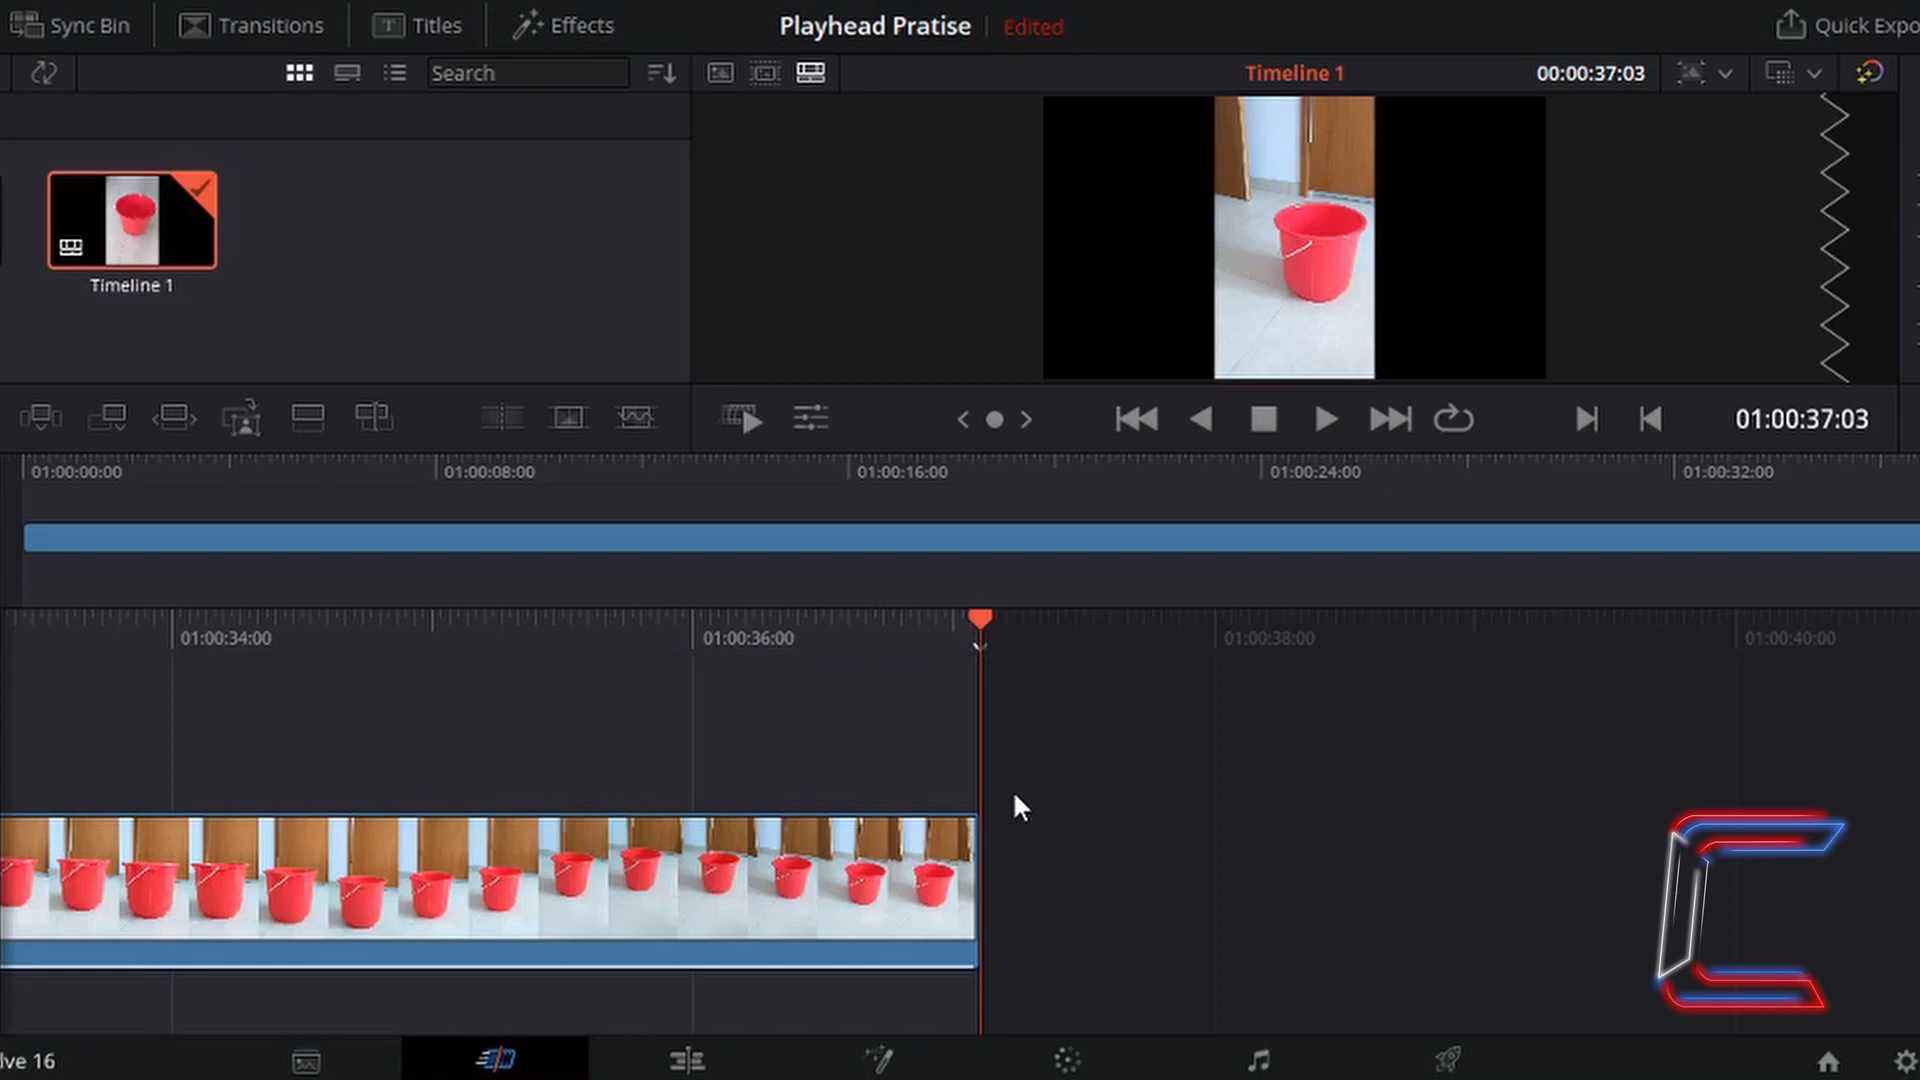 Sync Bin
Transitions
Titles
Effects
Playhead Pratise
Edited
Quick Expo
Search
Timeline 1
00:00:37:03
Timeline 1
01:00:37:03
01:00:00:00
01:00:08:00
01:00:16:00
01:00:24:00
01:00:32:00
01:00:34:00
01:00:36:00
01:00:38:00
01:00:40:00
lve 16